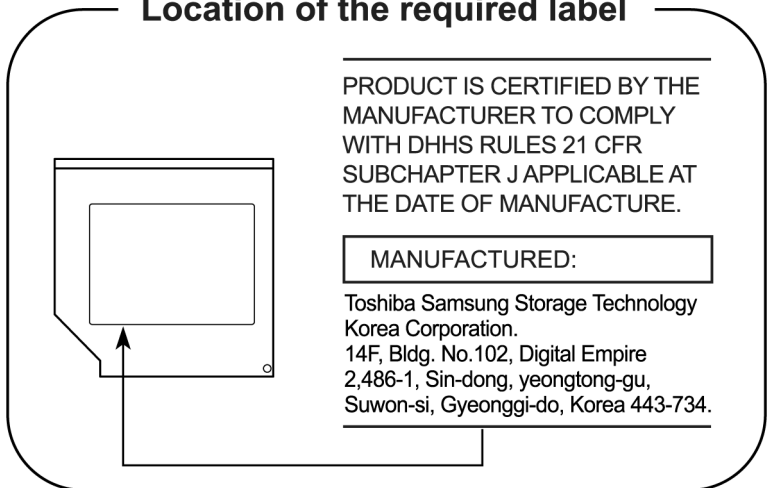 Location of the required label
PRODUCT IS CERTIFIED BY THE
MANUFACTURER TO COMPLY
WITH DHHS RULES 21 CFR
SUBCHAPTER J APPLICABLE AT
THE DATE OF MANUFACTURE.
MANUFACTURED:
Toshiba Samsung Storage Technology
Korea Corporation.
14F, Bldg. No.102, Digital Empire
2,486-1, Sin-dong, yeongtong-gu,
Suwon-si, Gyeonggi-do, Korea 443-734.